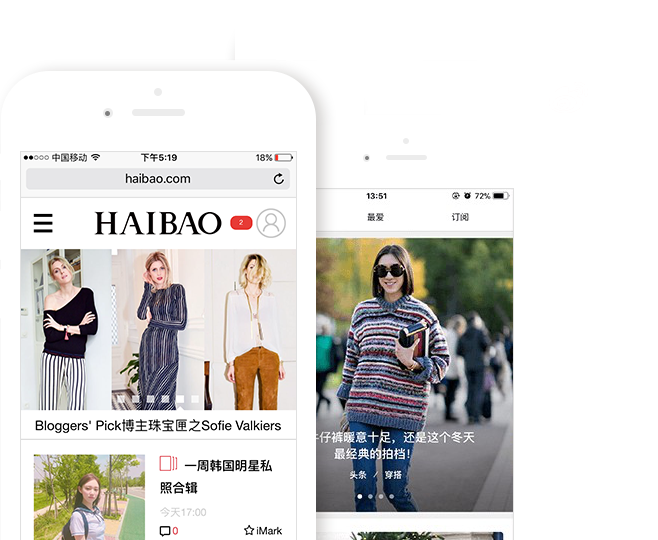 中国移动
下午5:19
18%
haibao.com
HAIBAO
2
Bloggers' Pick博主珠宝匣之Sofie Valkiers
一周韩国明星私
照合辑
今天17:00
0
iMark
13:51
72%
最爱
订阅
仔裤暖意十足，还是这个冬天
最经典的拍档！
头条 / 穿搭